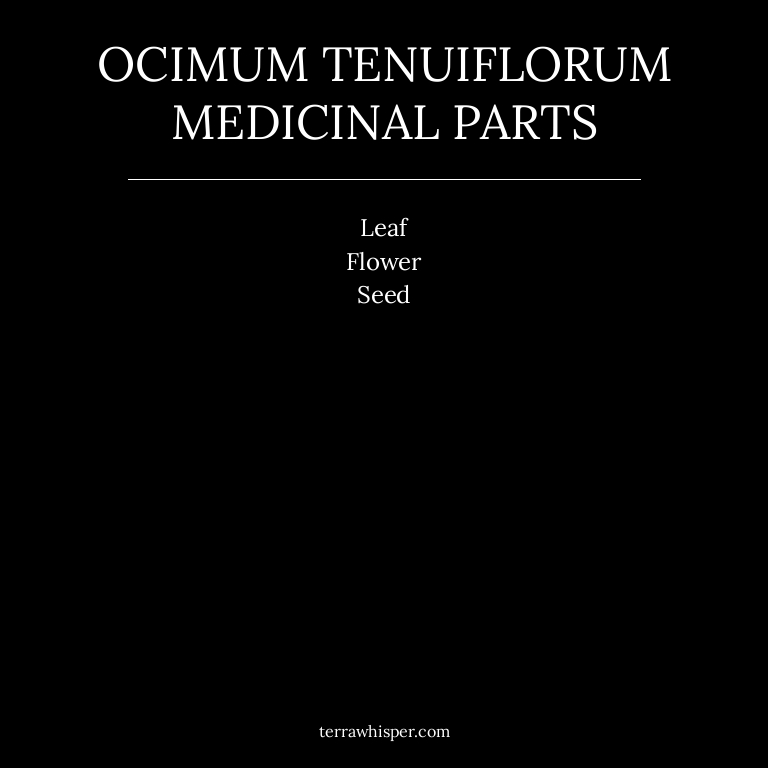 OCIMUM TENUIFLORUM
MEDICINAL PARTS
Leaf
Flower
Seed
terrawhisper.com